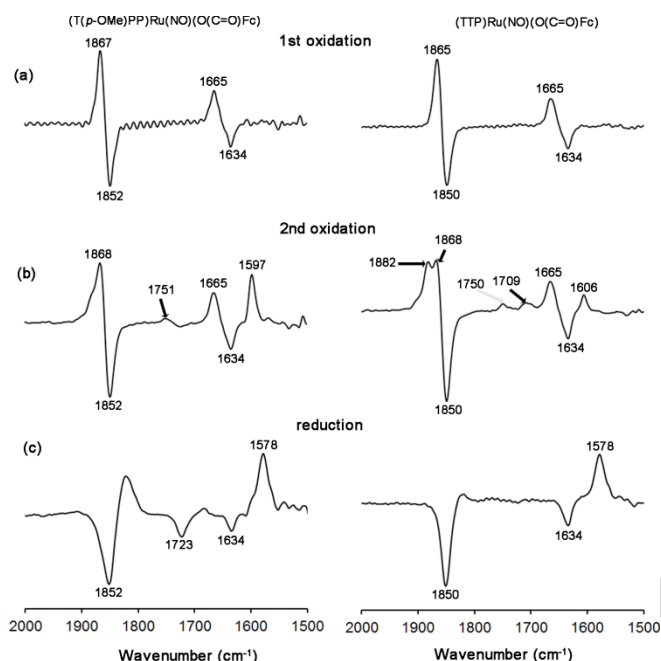 (T(p-OMe)PP)Ru(NO)(O(C=O)Fc) (TTP)Ru(NO)(O(C=O)Fc)
1st oxidation
(a)
1867 1665 1852 1634
1865 1665 1850 1634
2nd oxidation
(b)
1868 1751 1665 1597 1852 1634
1882 1868 1750 1709 1665 1606 1850 1634
reduction
(c)
1578 1852 1723 1634
1578 1850 1634
2000 1900 1800 1700 1600 1500 2000 1900 1800 1700 1600 1500
Wavenumber (cm⁻¹) Wavenumber (cm⁻¹)